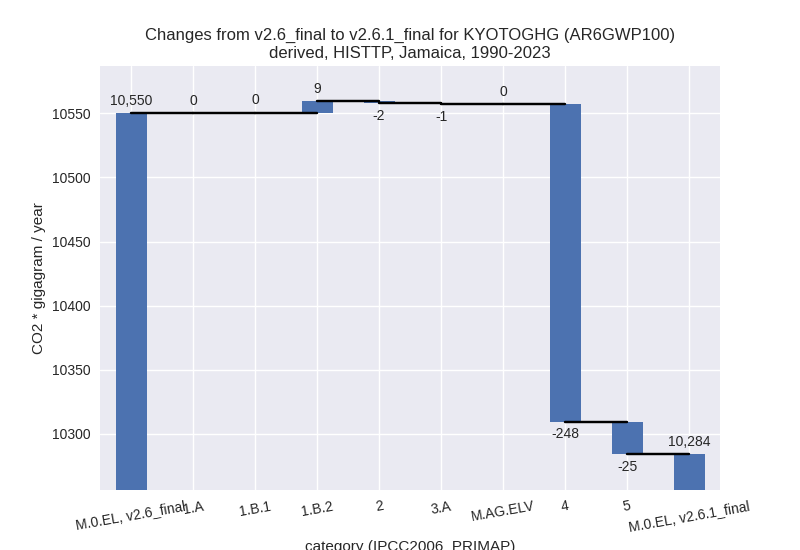 Changes from v2.6_final to v2.6.1_final for KYOTOGHG (AR6GWP100)
derived, HISTTP, Jamaica, 1990-2023
CO2 * gigagram / year
10550
10500
10450
10400
10350
10300
10,550
0
0
9
-2
-1
0
-248
-25
10,284
M.0.EL, v2.6_final
1.A
1.B.1
1.B.2
2
3.A
M.AG.ELV
4
5
M.0.EL, v2.6.1_final
category (IPCC2006_PRIMAP)